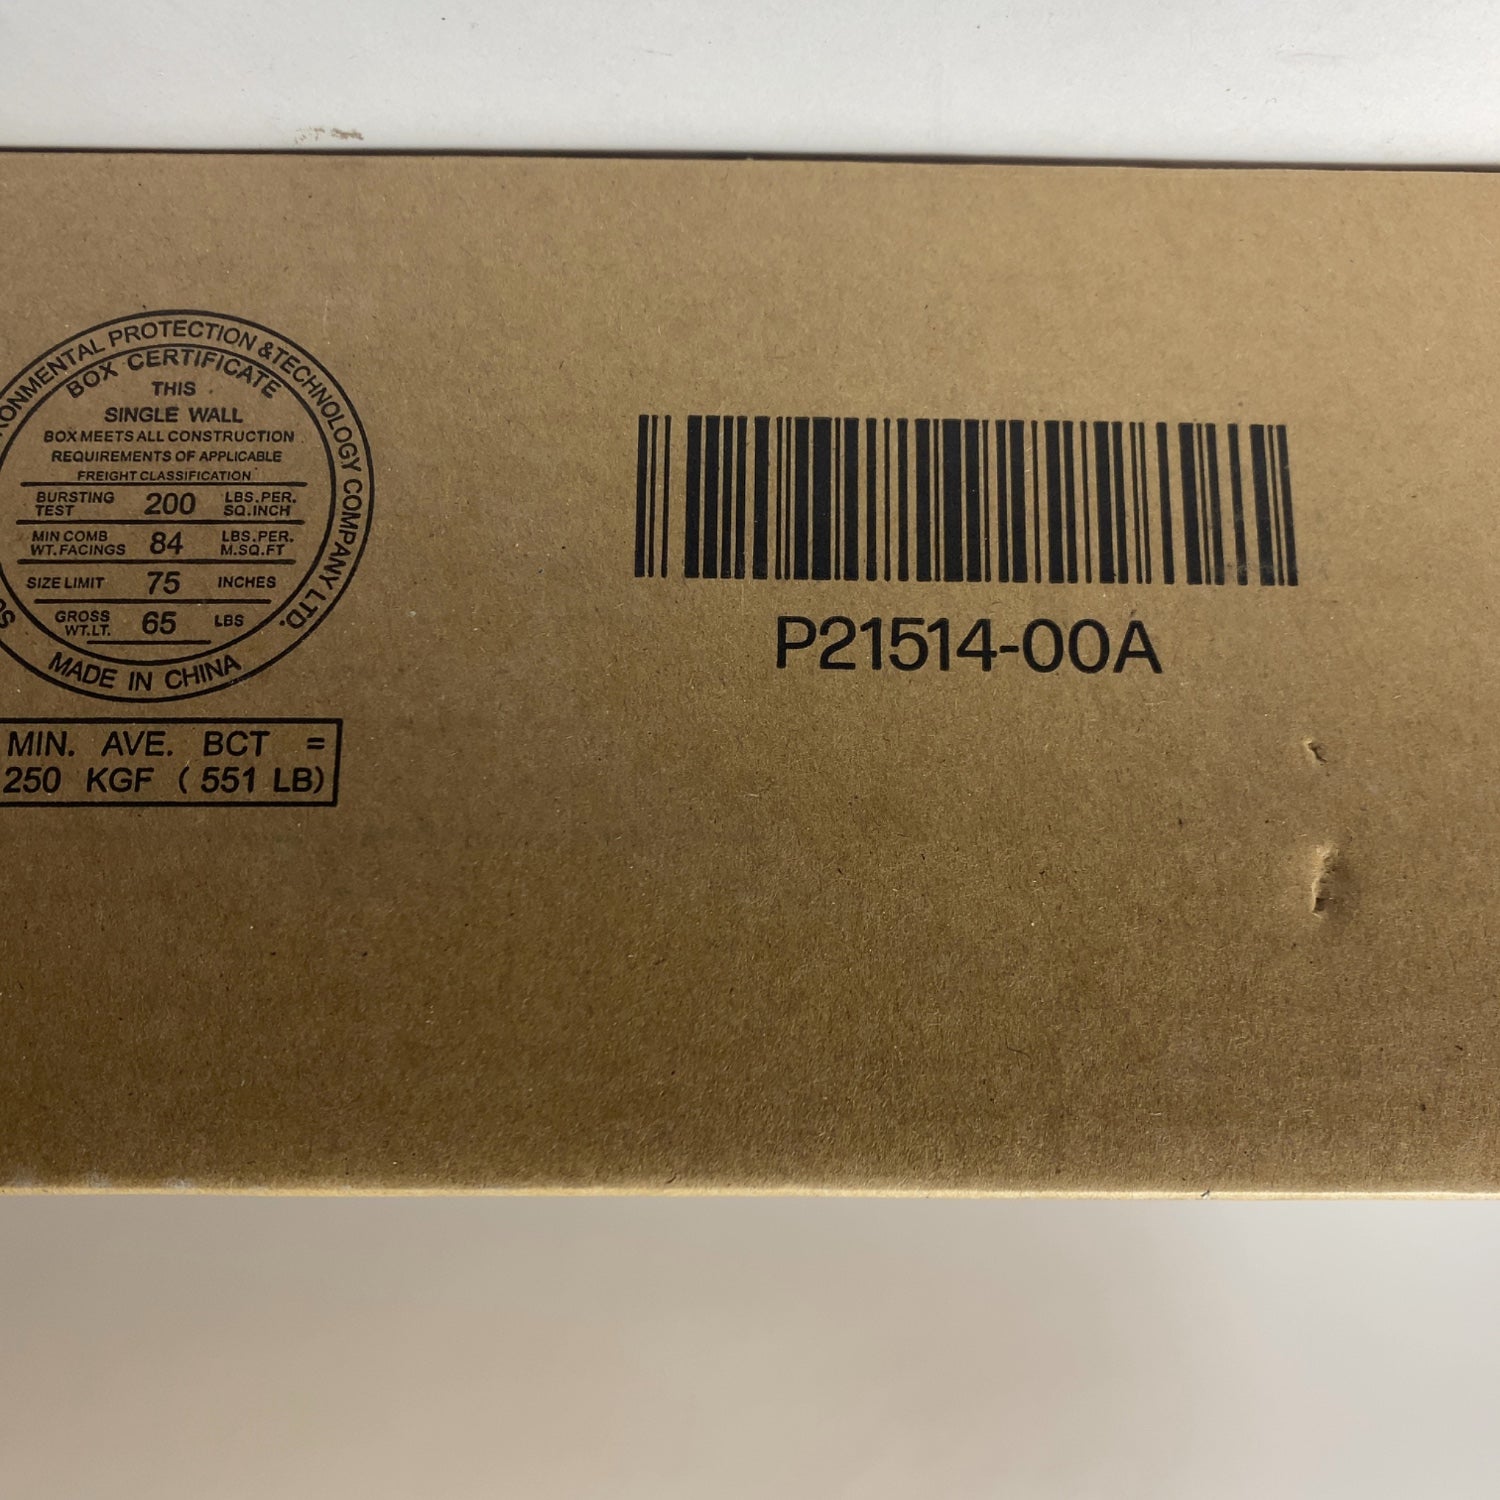 PROTECTION &TECHNOLOGY COMPANY LTD.
BOX CERTIFICATE
THIS
SINGLE WALL
BOX MEETS ALL CONSTRUCTION
REQUIREMENTS OF APPLICABLE
FREIGHT CLASSIFICATION
BURSTING TEST 200 LBS.PER. SQ.INCH
MIN COMB WT.FACINGS 84 LBS.PER. M.SQ.FT
SIZE LIMIT 75 INCHES
GROSS WT.LT. 65 LBS
MADE IN CHINA
MIN. AVE. BCT =
250 KGF ( 551 LB)
P21514-00A